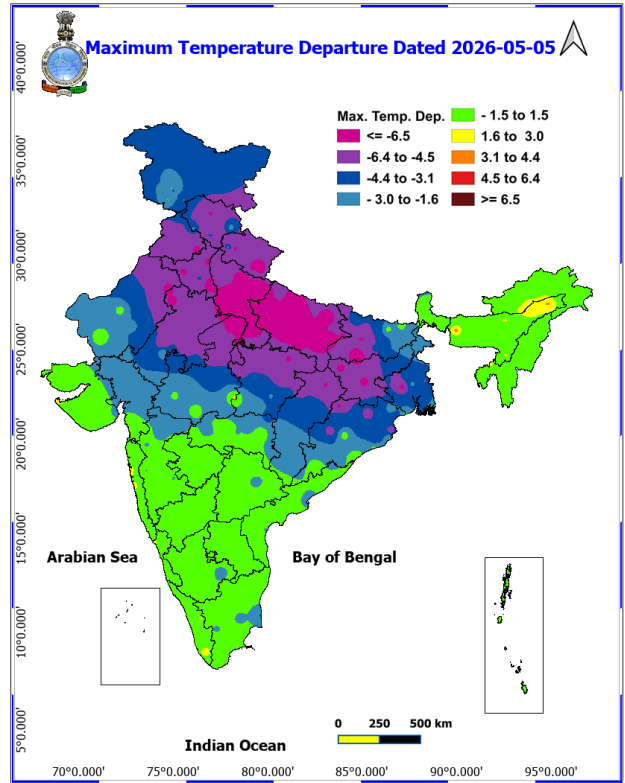 Maximum Temperature Departure Dated 2026-05-05
Max. Temp. Dep.
<= -6.5
-6.4 to -4.5
-4.4 to -3.1
- 3.0 to -1.6
- 1.5 to 1.5
1.6 to 3.0
3.1 to 4.4
4.5 to 6.4
>= 6.5
40°0.000'
35°0.000'
30°0.000'
25°0.000'
20°0.000'
15°0.000'
10°0.000'
5°0.000'
Arabian Sea
Bay of Bengal
Indian Ocean
0 250 500 km
70°0.000' 75°0.000' 80°0.000' 85°0.000' 90°0.000' 95°0.000'